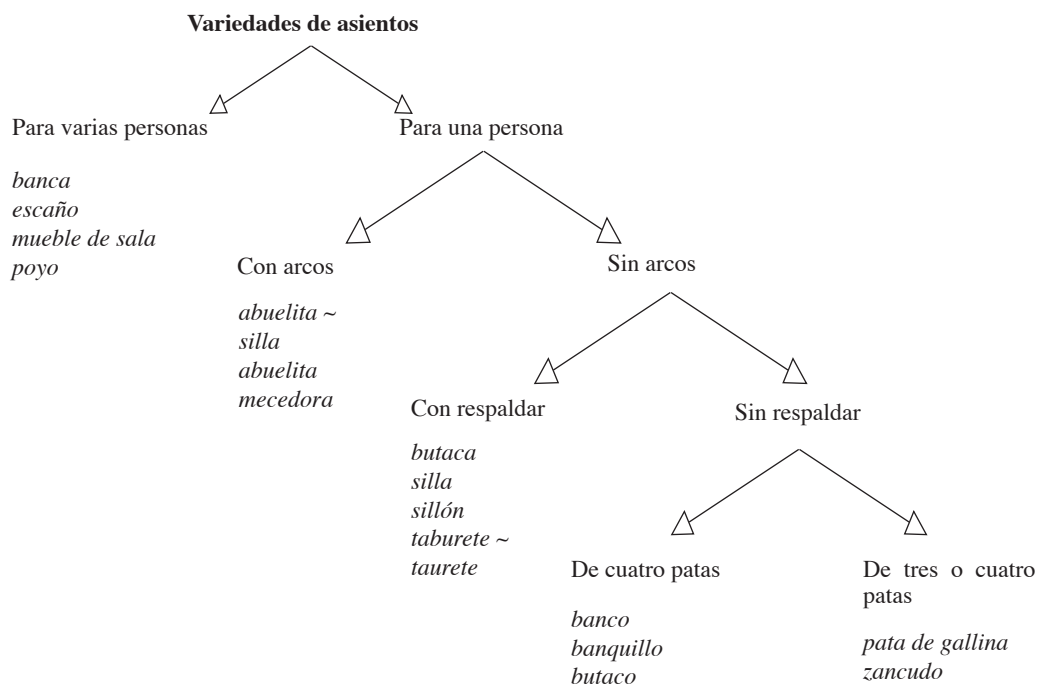 Variedades de asientos
Para varias personas
banca
escaño
mueble de sala
poyo
Para una persona
Con arcos
abuelita ~
silla
abuelita
mecedora
Sin arcos
Con respaldar
butaca
silla
sillón
taburete ~
taurete
Sin respaldar
De cuatro patas
banco
banquillo
butaco
De tres o cuatro
patas
pata de gallina
zancudo